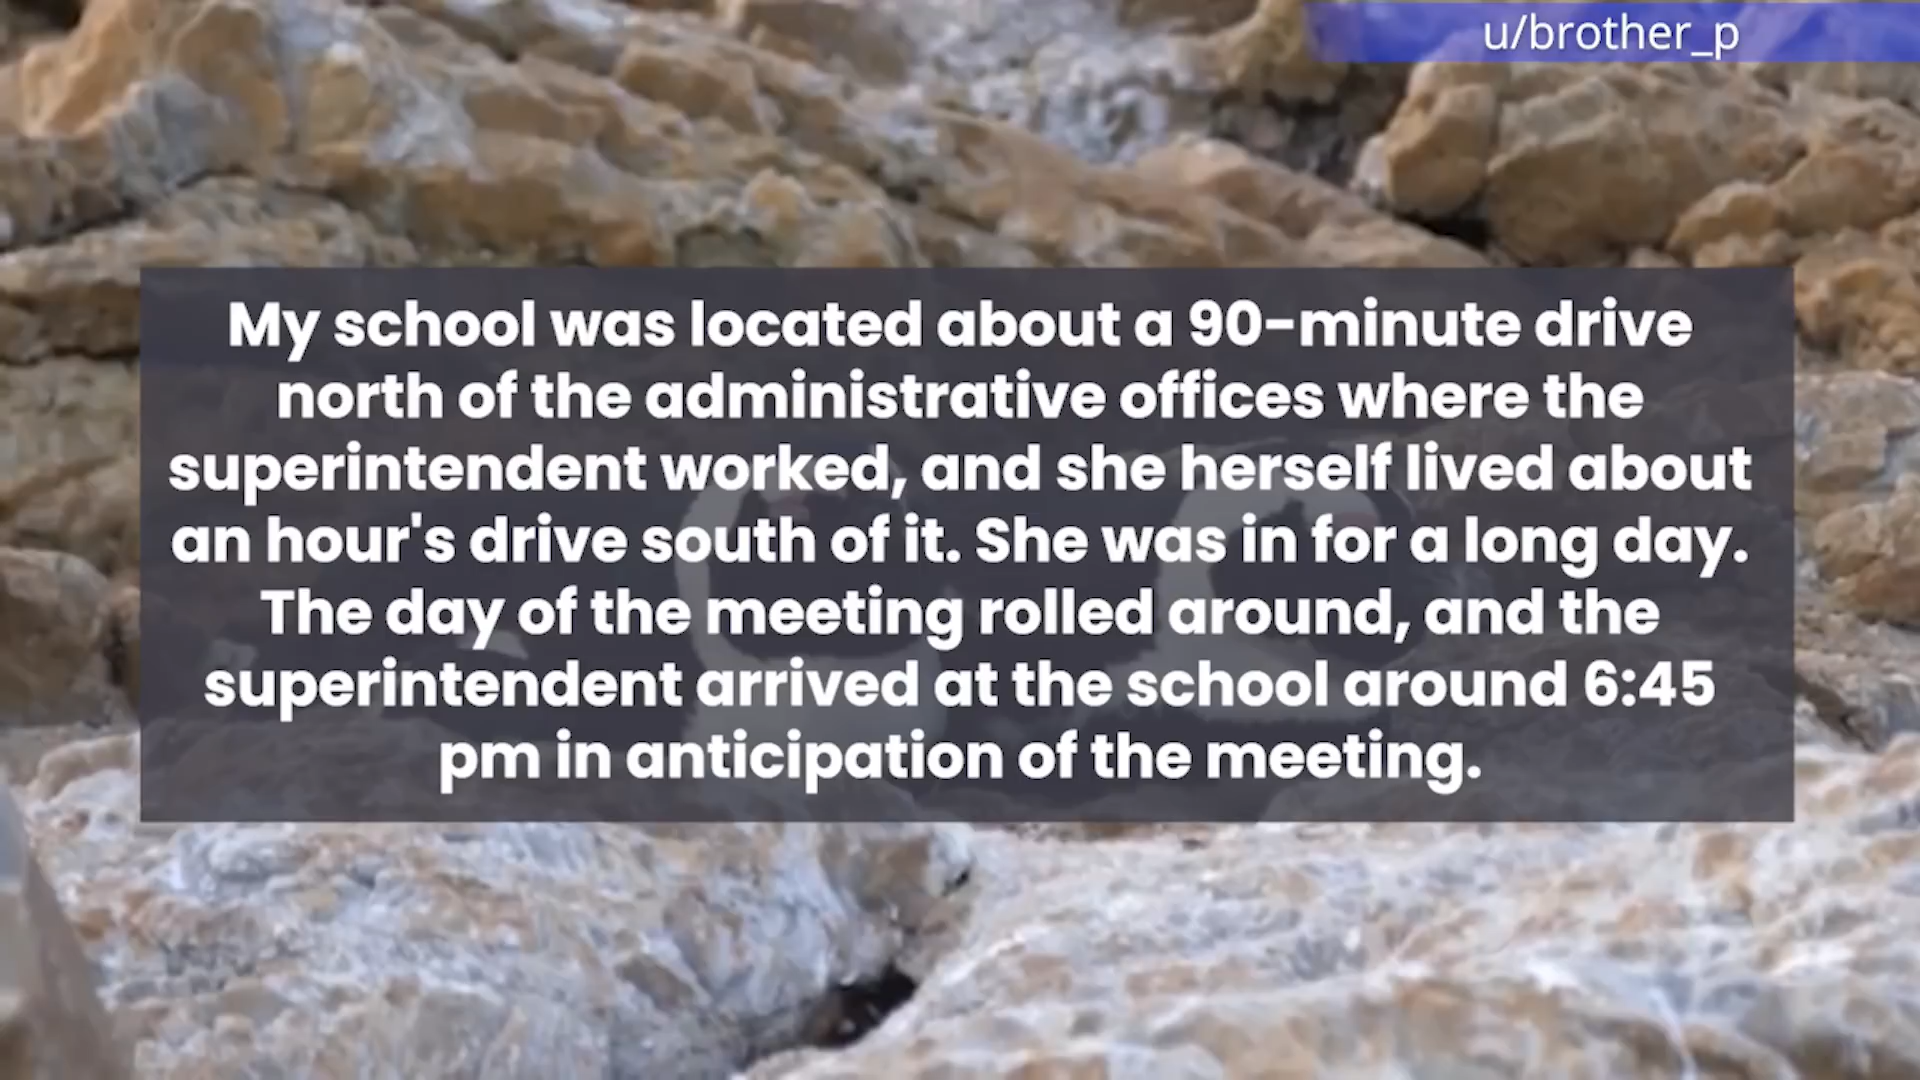 u/brother_p
My school was located about a 90-minute drive
north of the administrative offices where the
superintendent worked, and she herself lived about
an hour's drive south of it. She was in for a long day.
The day of the meeting rolled around, and the
superintendent arrived at the school around 6:45
pm in anticipation of the meeting.